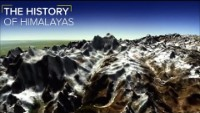 THE HISTORY
OF HIMALAYAS